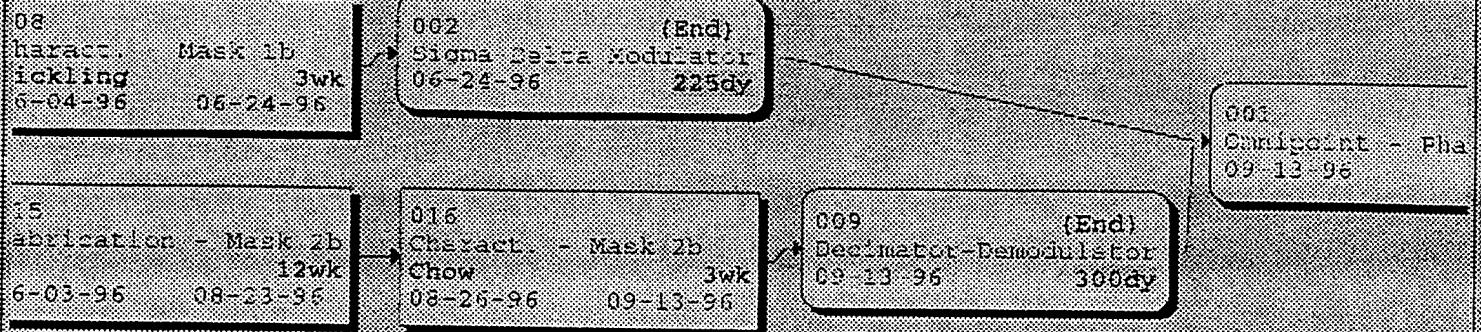 08
haract. Mask 1b
ickling 3wk
6-04-96 06-24-96
002 (End)
Sigma Delta Modulator
06-24-96 225dy
001
Omnipoint - Pha
09-13-96
15
abrication - Mask 2b
12wk
6-03-96 08-23-96
016
Charact. - Mask 2b
Chow 3wk
08-26-96 09-13-96
009 (End)
Decimator-Demodulator
09-13-96 300dy